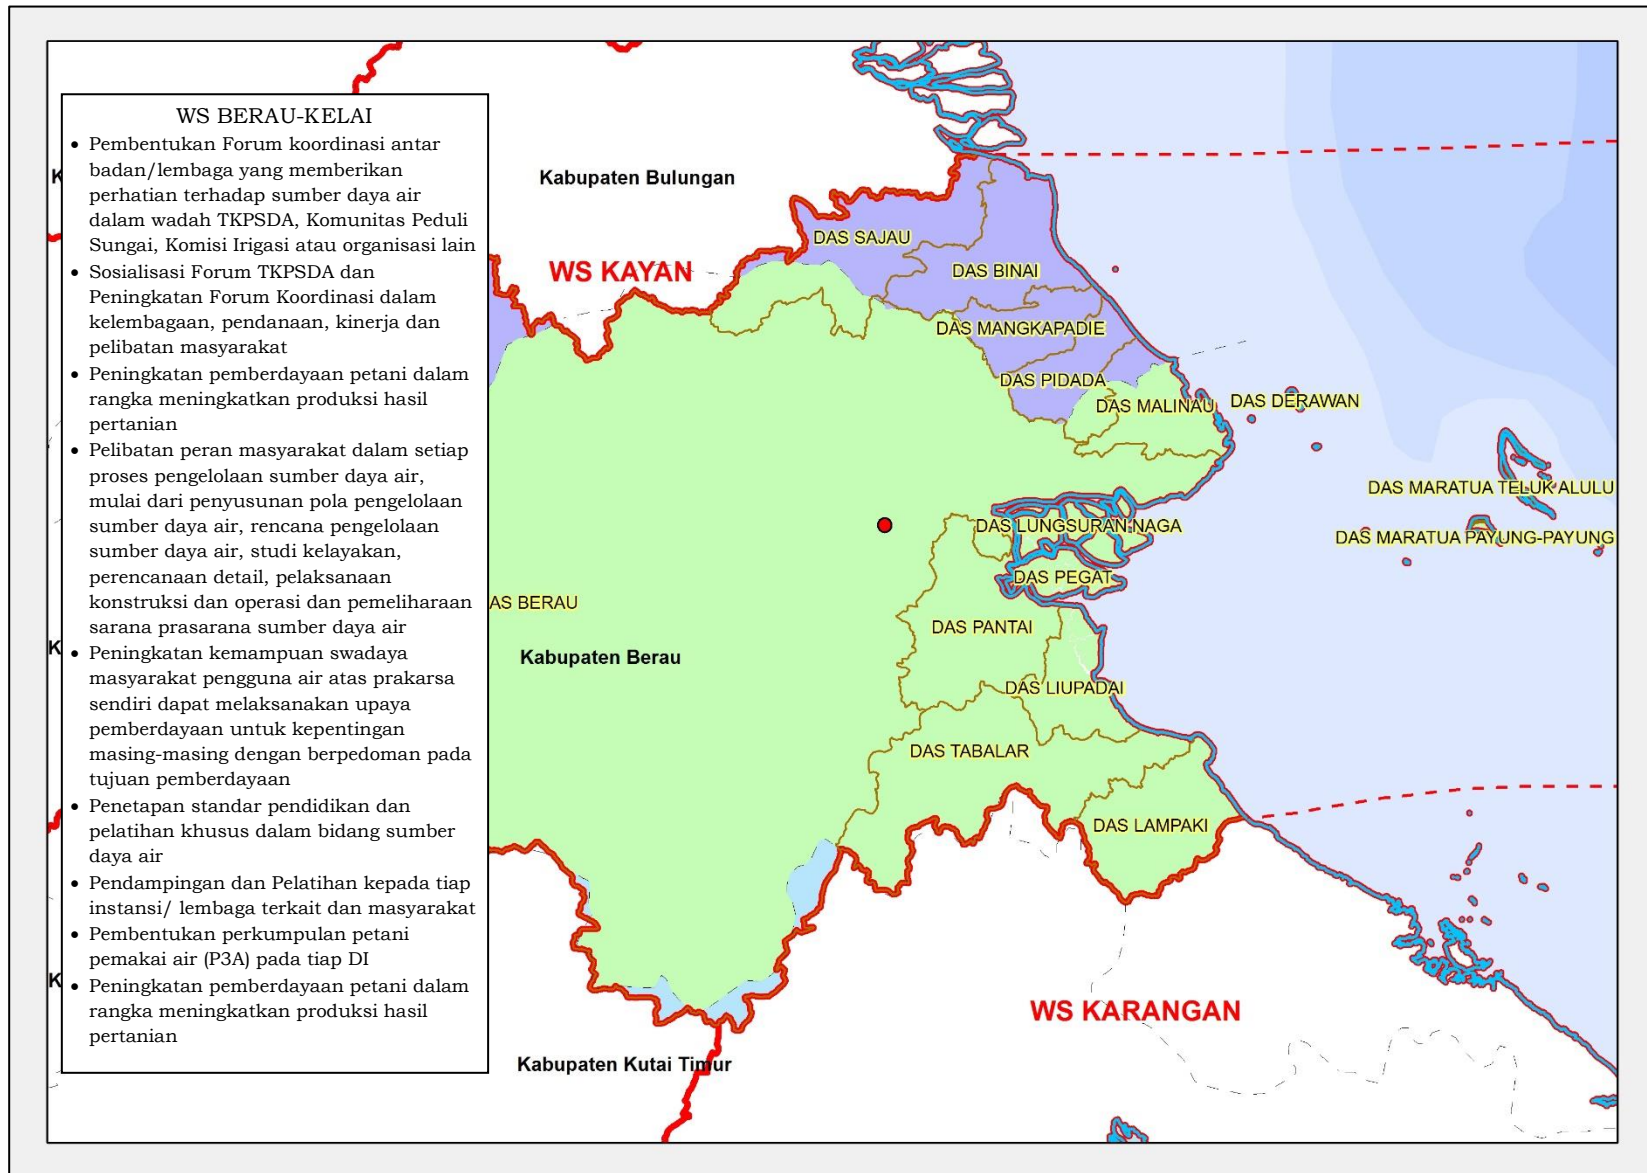 WS BERAU-KELAI
• Pembentukan Forum koordinasi antar
badan/lembaga yang memberikan
perhatian terhadap sumber daya air
dalam wadah TKPSDA, Komunitas Peduli
Sungai, Komisi Irigasi atau organisasi lain
• Sosialisasi Forum TKPSDA dan
Peningkatan Forum Koordinasi dalam
kelembagaan, pendanaan, kinerja dan
pelibatan masyarakat
• Peningkatan pemberdayaan petani dalam
rangka meningkatkan produksi hasil
pertanian
• Pelibatan peran masyarakat dalam setiap
proses pengelolaan sumber daya air,
mulai dari penyusunan pola pengelolaan
sumber daya air, rencana pengelolaan
sumber daya air, studi kelayakan,
perencanaan detail, pelaksanaan
konstruksi dan operasi dan pemeliharaan
sarana prasarana sumber daya air
• Peningkatan kemampuan swadaya
masyarakat pengguna air atas prakarsa
sendiri dapat melaksanakan upaya
pemberdayaan untuk kepentingan
masing-masing dengan berpedoman pada
tujuan pemberdayaan
• Penetapan standar pendidikan dan
pelatihan khusus dalam bidang sumber
daya air
• Pendampingan dan Pelatihan kepada tiap
instansi/ lembaga terkait dan masyarakat
• Pembentukan perkumpulan petani
pemakai air (P3A) pada tiap DI
• Peningkatan pemberdayaan petani dalam
rangka meningkatkan produksi hasil
pertanian
K
K
K
Kabupaten Bulungan
WS KAYAN
DAS SAJAU
DAS BINAI
DAS MANGKAPADIE
DAS PIDADA
DAS MALINAU
DAS DERAWAN
DAS MARATUA TELUK ALULU
DAS MARATUA PAYUNG-PAYUNG
DAS LUNGSURAN NAGA
DAS PEGAT
AS BERAU
DAS PANTAI
Kabupaten Berau
DAS LIUPADAI
DAS TABALAR
DAS LAMPAKI
WS KARANGAN
Kabupaten Kutai Timur